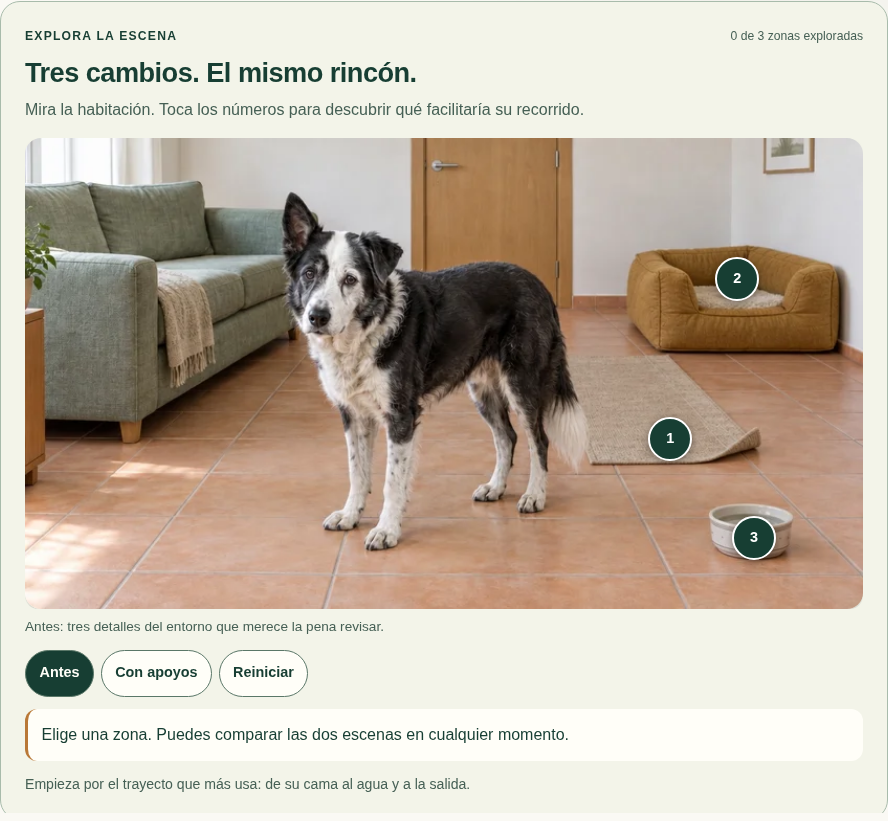 EXPLORA LA ESCENA
0 de 3 zonas exploradas
Tres cambios. El mismo rincón.
Mira la habitación. Toca los números para descubrir qué facilitaría su recorrido.
2
1
3
Antes: tres detalles del entorno que merece la pena revisar.
Antes
Con apoyos
Reiniciar
Elige una zona. Puedes comparar las dos escenas en cualquier momento.
Empieza por el trayecto que más usa: de su cama al agua y a la salida.